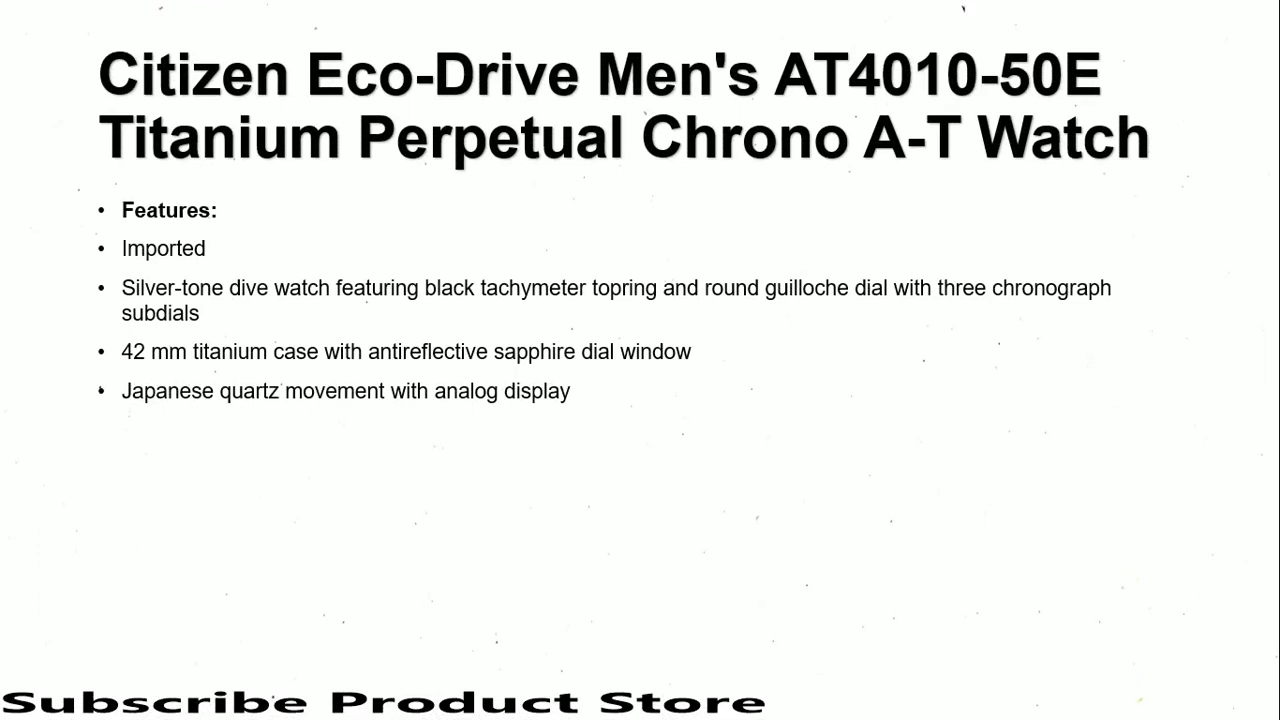 Citizen Eco-Drive Men's AT4010-50E
Titanium Perpetual Chrono A-T Watch
• Features:
• Imported
• Silver-tone dive watch featuring black tachymeter topring and round guilloche dial with three chronograph
subdials
• 42 mm titanium case with antireflective sapphire dial window
• Japanese quartz movement with analog display
Subscribe Product Store